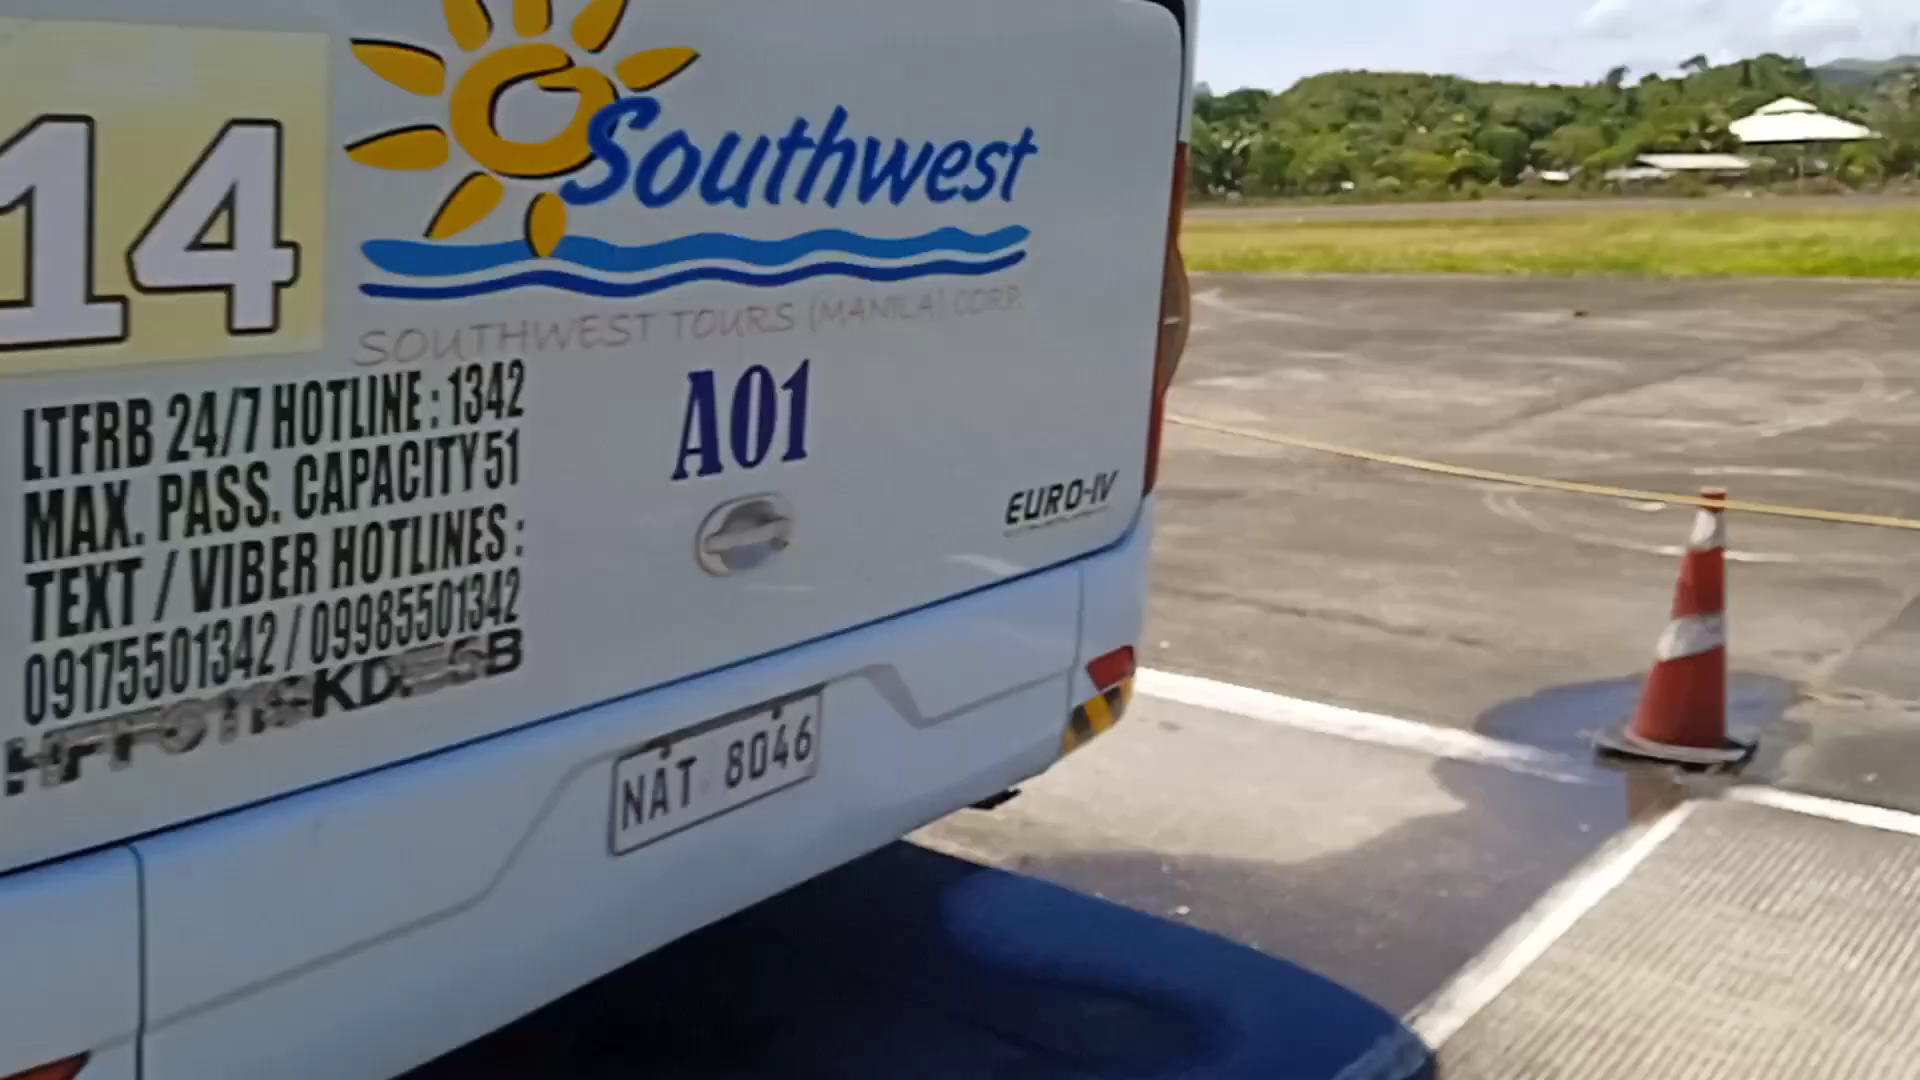 14
Southwest
SOUTHWEST TOURS (MANILA) CORP.
LTFRB 24/7 HOTLINE : 1342
MAX. PASS. CAPACITY 51
TEXT / VIBER HOTLINES :
09175501342 / 09985501342
A01
EURO-IV
NAT 8046